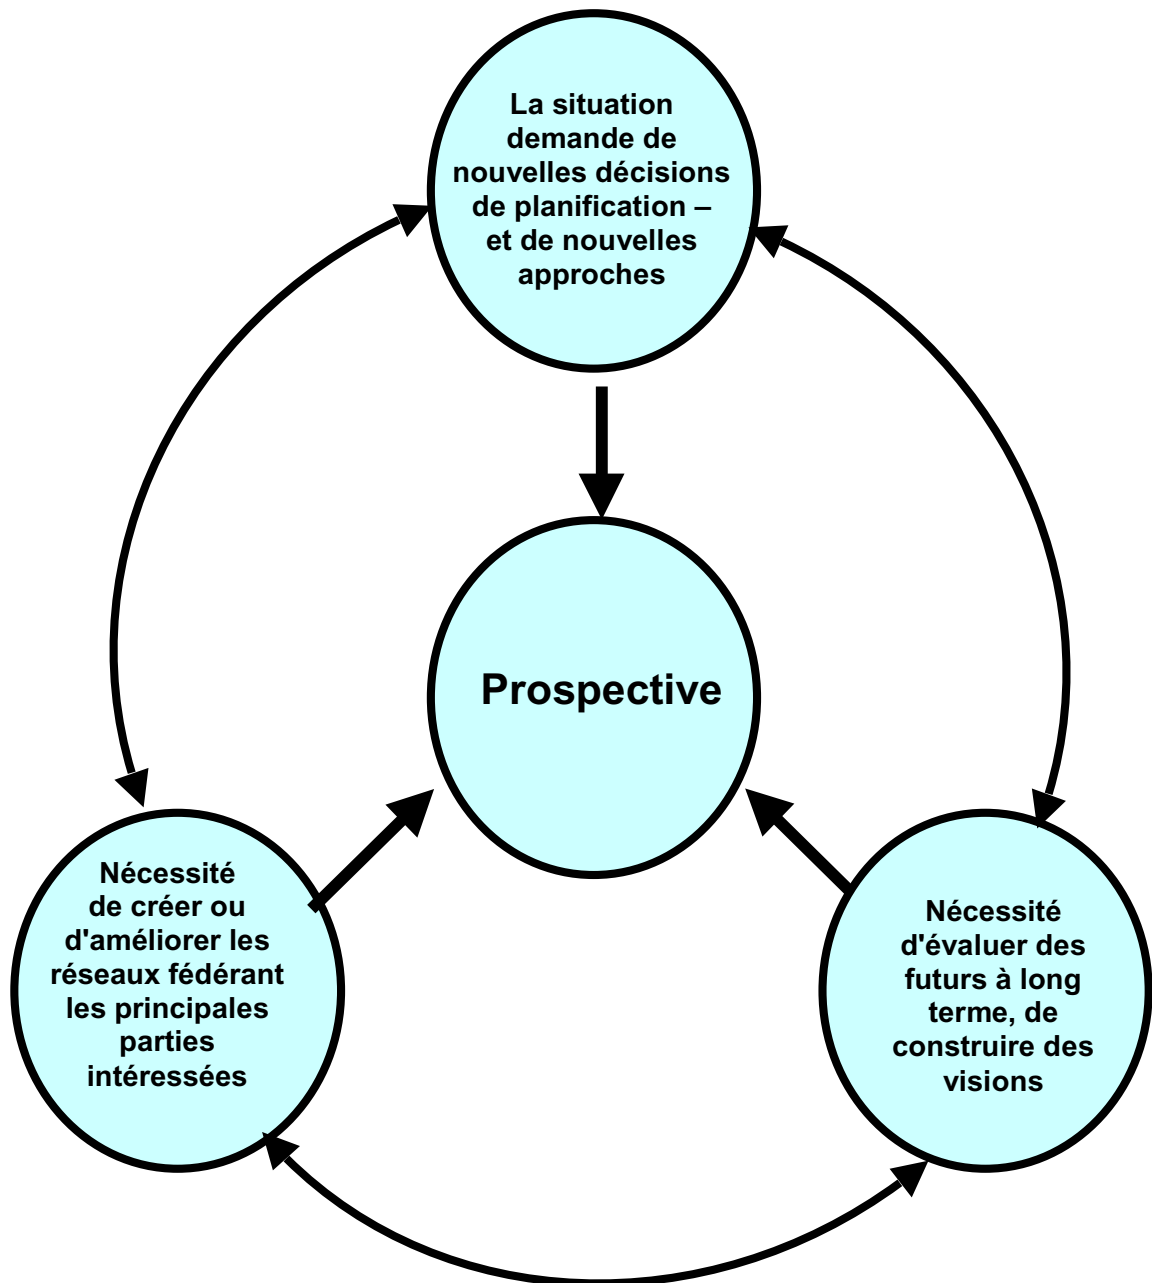 La situation
demande de
nouvelles décisions
de planification –
et de nouvelles
approches
Prospective
Nécessité
de créer ou
d'améliorer les
réseaux fédérant
les principales
parties
intéressées
Nécessité
d'évaluer des
futurs à long
terme, de
construire des
visions